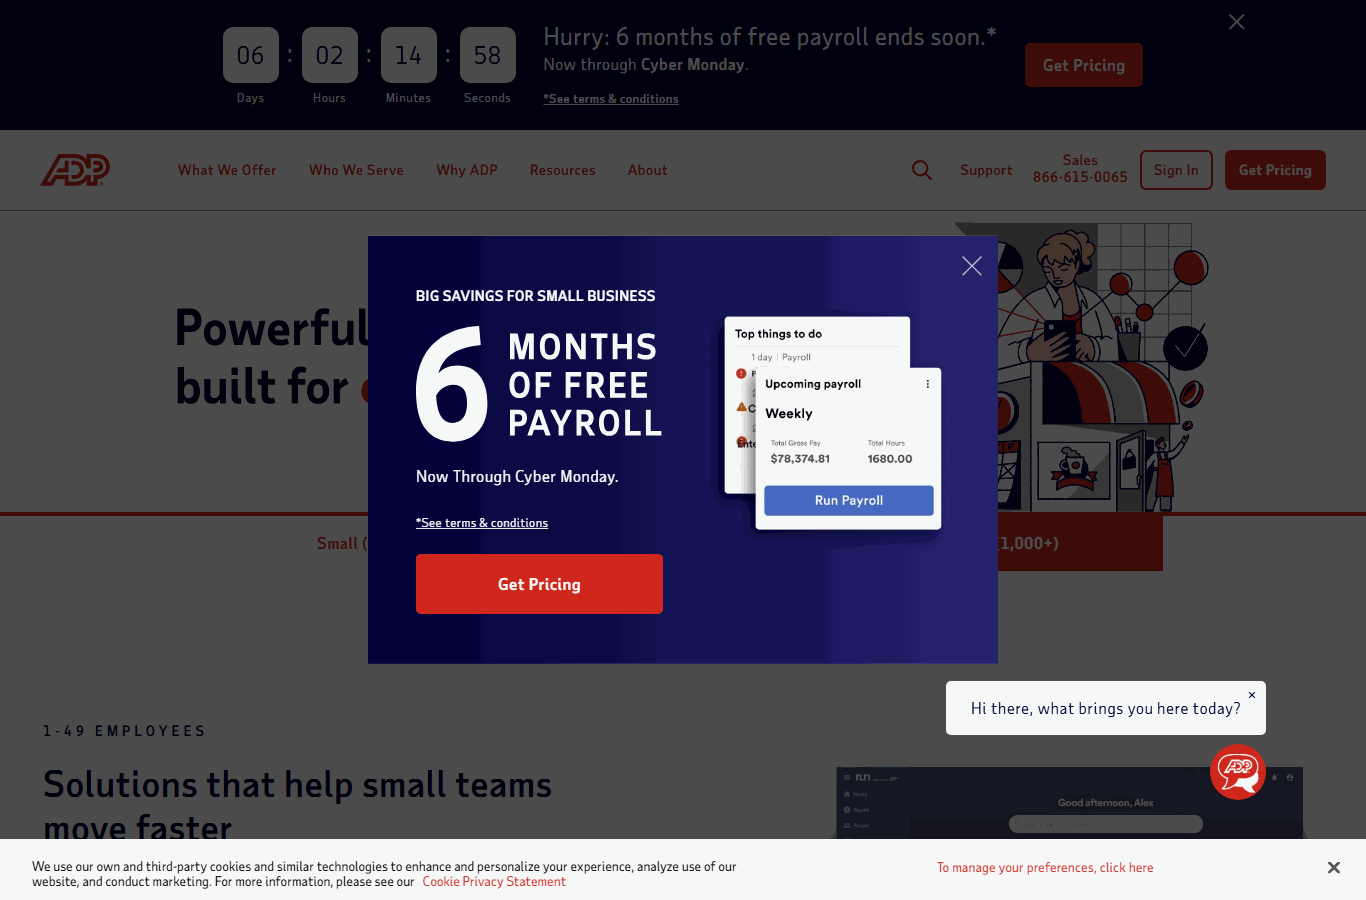 06 : 02 : 14 : 58
Days Hours Minutes Seconds
Hurry: 6 months of free payroll ends soon.*
Now through Cyber Monday.
*See terms & conditions
Get Pricing
ADP
What We Offer
Who We Serve
Why ADP
Resources
About
Support
Sales
866-615-0065
Sign In
Get Pricing
Powerful
built for
BIG SAVINGS FOR SMALL BUSINESS
6 MONTHS
OF FREE
PAYROLL
Now Through Cyber Monday.
*See terms & conditions
Get Pricing
Top things to do
1 day | Payroll
Upcoming payroll
Weekly
Total Gross Pay Total Hours
$78,374.81 1680.00
Run Payroll
Small (
(1,000+)
Hi there, what brings you here today?
ADP
1-49 EMPLOYEES
Solutions that help small teams
move faster
run
Home
Payroll
People
Good afternoon, Alex
We use our own and third-party cookies and similar technologies to enhance and personalize your experience, analyze use of our
website, and conduct marketing. For more information, please see our Cookie Privacy Statement
To manage your preferences, click here